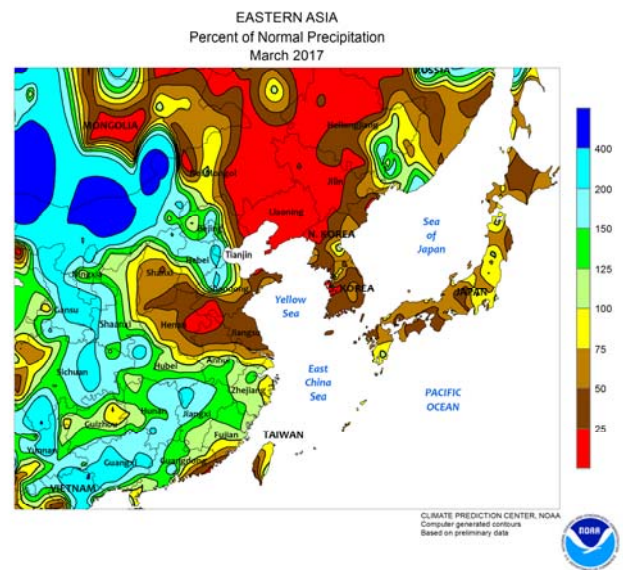 EASTERN ASIA
Percent of Normal Precipitation
March 2017
RUSSIA
MONGOLIA
Heilongjiang
Jilin
Liaoning
Beijing
Hebei
Tianjin
N. KOREA
Sea
of
Japan
Ningxia
Shanxi
Shandong
Yellow
Sea
KOREA
JAPAN
Gansu
Shaanxi
Henan
Jiangsu
Anhui
Hubei
Sichuan
East
China
Sea
PACIFIC
OCEAN
Zhejiang
Hunan
Jiangxi
Guizhou
Fujian
TAIWAN
Yunnan
Guangxi
Guangdong
VIETNAM
400
200
150
125
100
75
50
25
CLIMATE PREDICTION CENTER, NOAA
Computer generated contours
Based on preliminary data
NOAA